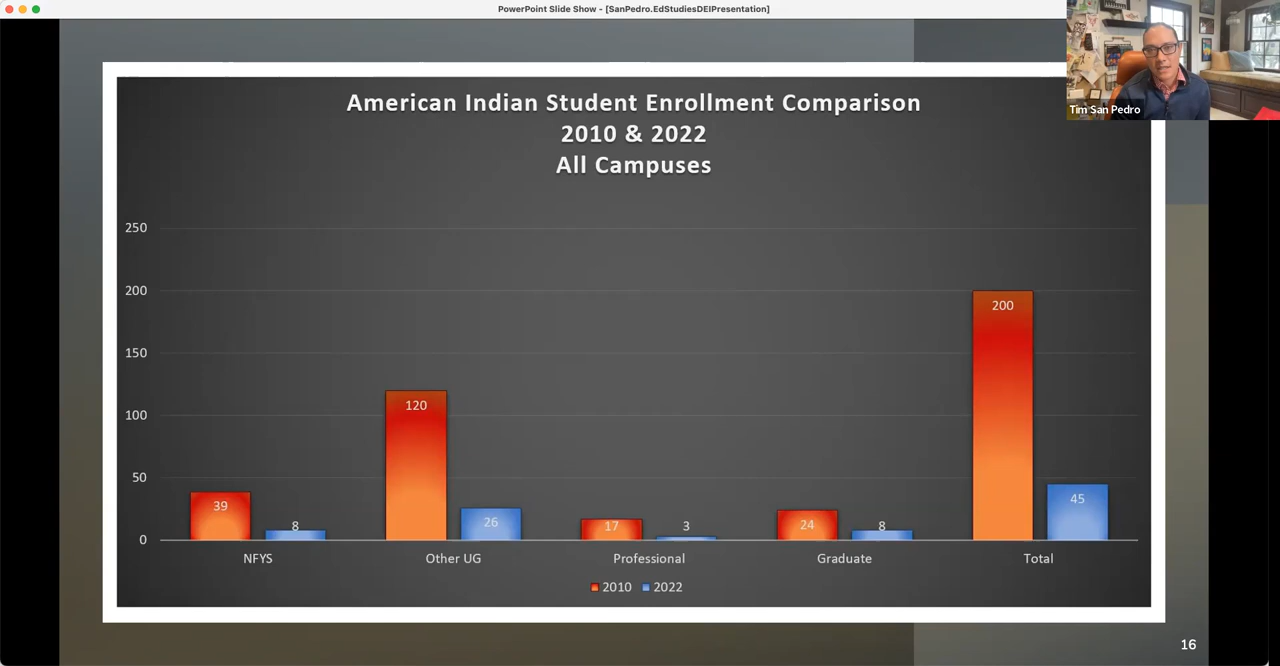 PowerPoint Slide Show - [SanPedro.EdStudiesDEIPresentation]
Tim San Pedro
American Indian Student Enrollment Comparison
2010 & 2022
All Campuses
250
200
150
100
50
0
39
8
120
26
17
3
24
8
200
45
NFYS
Other UG
Professional
Graduate
Total
2010
2022
16